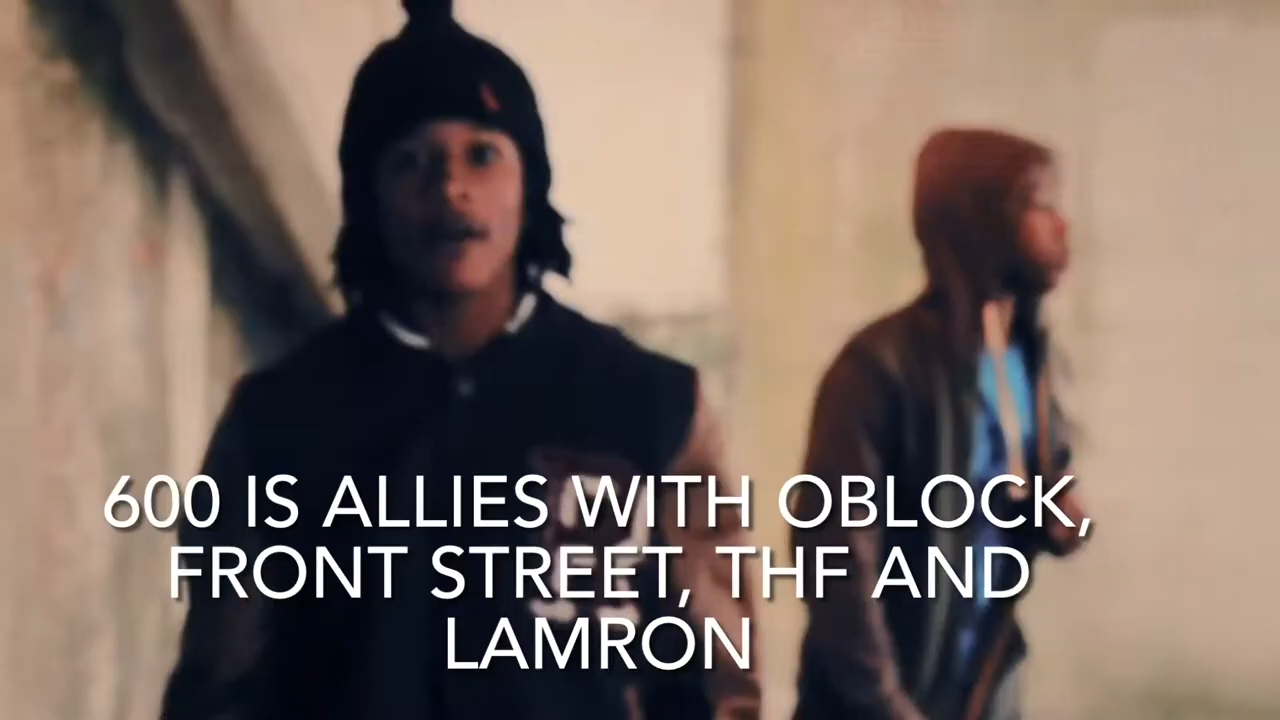 600 IS ALLIES WITH OBLOCK,
FRONT STREET, THF AND
LAMRON